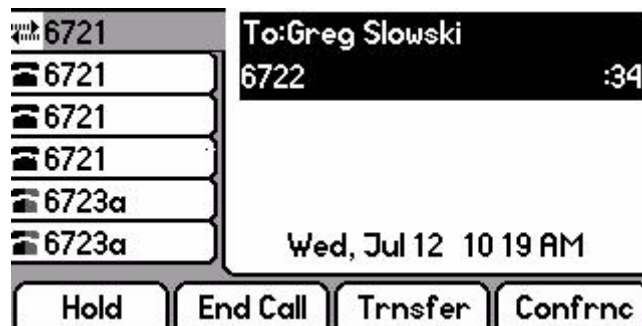 6721
6721
6721
6721
6723a
6723a
To:Greg Slowski
6722 :34
Wed, Jul 12 10 19 AM
Hold End Call Trnsfer Confrnc